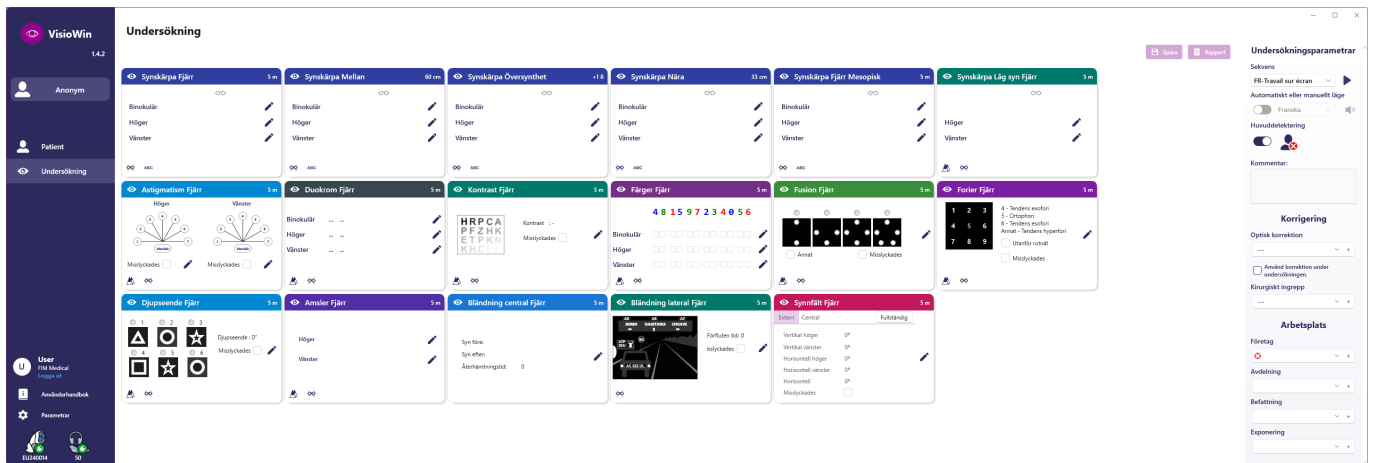 VisioWin
1.4.2
Anonym
Patient
Undersökning
User
FIM Medical
Logga ut
Användarhandbok
Parametrar
EU240014
50
Undersökning
Spara
Rapport
Synskärpa Fjärr 5 m
Binokulär
Höger
Vänster
ABC
Synskärpa Mellan 60 cm
Binokulär
Höger
Vänster
ABC
Synskärpa Översynthet +1 δ
Binokulär
Höger
Vänster
ABC
Synskärpa Nära 33 cm
Binokulär
Höger
Vänster
ABC
Synskärpa Fjärr Mesopisk 5 m
Binokulär
Höger
Vänster
ABC
Synskärpa Låg syn Fjärr 5 m
Höger
Vänster
ABC
Astigmatism Fjärr 5 m
Höger Vänster
Identisk Identisk
Misslyckades Misslyckades
Duokrom Fjärr 5 m
Binokulär -- --
Höger -- --
Vänster -- --
Kontrast Fjärr 5 m
HRPCA
PFZHK
ETPKN
KHC
Kontrast : -
Misslyckades
Färger Fjärr 5 m
4 8 1 5 9 7 2 3 4 0 5 6
Binokulär
Höger
Vänster
Fusion Fjärr 5 m
Annat
Misslyckades
Forier Fjärr 5 m
1 2 3
4 5 6
7 8 9
4 - Tendens exofori
5 - Ortophori
6 - Tendens esofori
Annat - Tendens hyperfori
Utanför rutnät
Misslyckades
Djupseende Fjärr 5 m
1 2 3
4 5 6
Djupseende : 0"
Misslyckades
Amsler Fjärr 5 m
Höger
Vänster
Bländning central Fjärr 5 m
Syn före:
Syn efter:
Återhämtningstid: 0
Bländning lateral Fjärr 5 m
Förfluten tid: 0
isslyckades
Synnfält Fjärr 5 m
Extern Central Fullständig
Vertikal höger 0°
Vertikal vänster 0°
Horisontell höger 0°
Horisontell vänster 0°
Horisontell 0°
Misslyckades
Undersökningsparametrar
Sekvens
FR-Travail sur écran
Automatiskt eller manuellt läge
Franska
Huvuddetektering
Kommentar:
Korrigering
Optisk korrektion
---
Använd korrektion under
undersökningen.
Kirurgiskt ingrepp
---
Arbetsplats
Företag
Avdelning
Befattning
Exponering